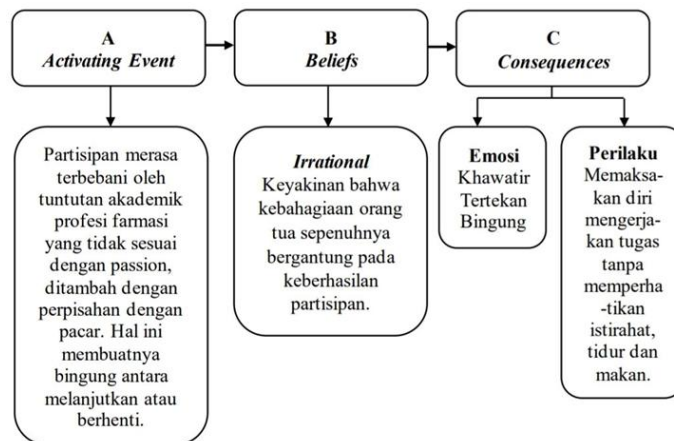 A
Activating Event
B
Beliefs
C
Consequences
Partisipan merasa
terbebani oleh
tuntutan akademik
profesi farmasi
yang tidak sesuai
dengan passion,
ditambah dengan
perpisahan dengan
pacar. Hal ini
membuatnya
bingung antara
melanjutkan atau
berhenti.
Irrational
Keyakinan bahwa
kebahagiaan orang
tua sepenuhnya
bergantung pada
keberhasilan
partisipan.
Emosi
Khawatir
Tertekan
Bingung
Perilaku
Memaksa-
kan diri
mengerja-
kan tugas
tanpa
memperha
-tikan
istirahat,
tidur dan
makan.